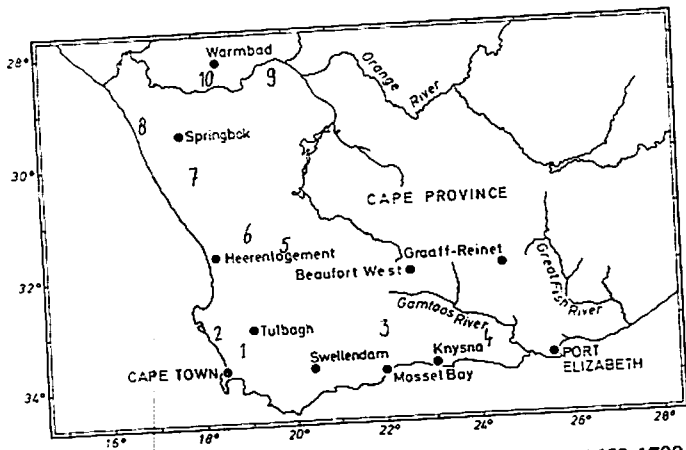 28°
Warmbad
10
9
Orange
River
8
Springbok
30°
7
CAPE PROVINCE
6
5
Heerenlogement
Graaff-Reinet
Beaufort West
Great Fish
River
32°
Gamtoos River
2
Tulbagh
3
4
1
Swellendam
Knysna
PORT
ELIZABETH
CAPE TOWN
Mossel Bay
34°
16°
18°
20°
22°
24°
26°
28°